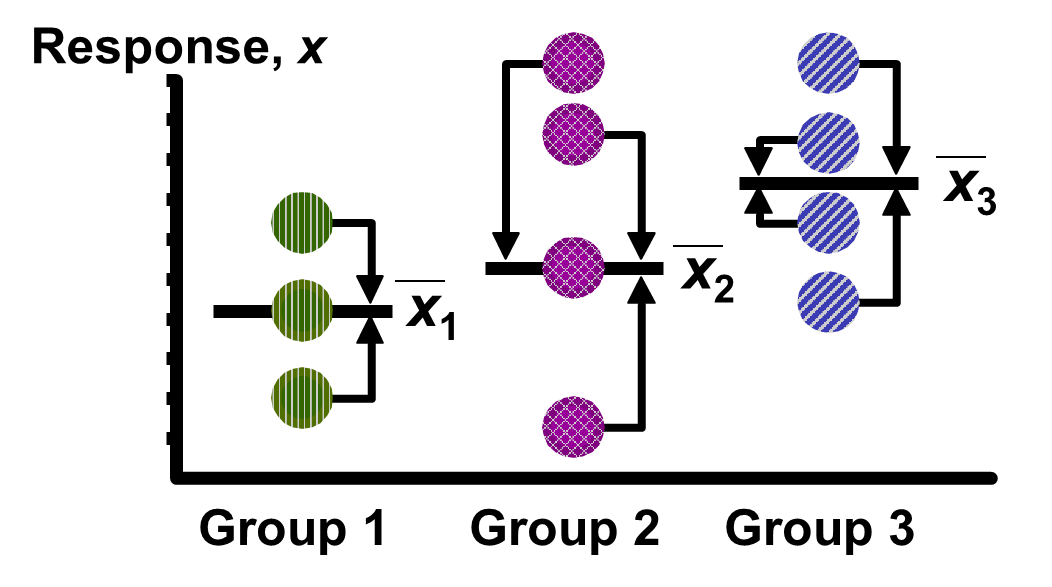 Response, x
x̅₃
x̅₂
x̅₁
Group 1 Group 2 Group 3